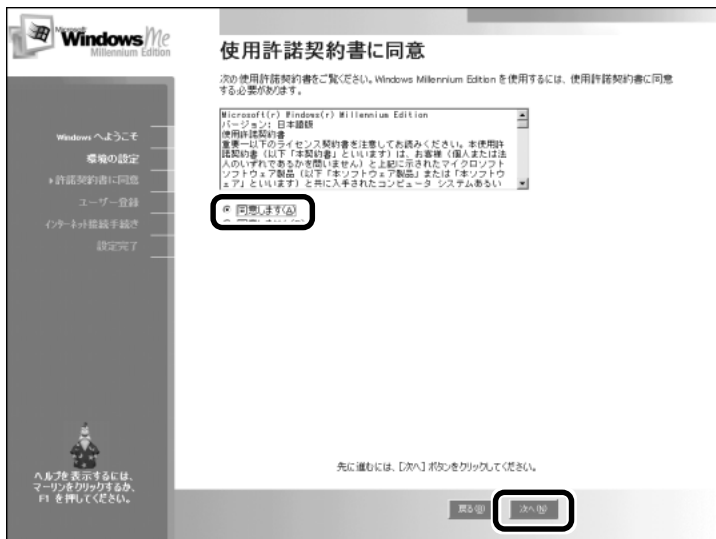 Microsoft
Windows Me
Millennium Edition
使用許諾契約書に同意
次の使用許諾契約書をご覧ください。Windows Millennium Edition を使用するには、使用許諾契約書に同意
する必要があります。
Microsoft(r) Windows(r) Millennium Edition
バージョン: 日本語版
使用許諾契約書
重要－以下のライセンス契約書を注意してお読みください。本使用許
諾契約書（以下「本契約書」といいます）は、お客様（個人または法
人のいずれであるかを問いません）と上記に示されたマイクロソフト
ソフトウェア製品（以下「本ソフトウェア製品」または「本ソフトウ
ェア」といいます）と共に入手されたコンピュータ システムあるい
同意します(A)
Windows へようこそ
環境の設定
許諾契約書に同意
ユーザー登録
インターネット接続手続き
設定完了
ヘルプを表示するには、
マーリンをクリックするか、
F1 を押してください。
先に進むには、[次へ] ボタンをクリックしてください。
戻る(B)
次へ(N)